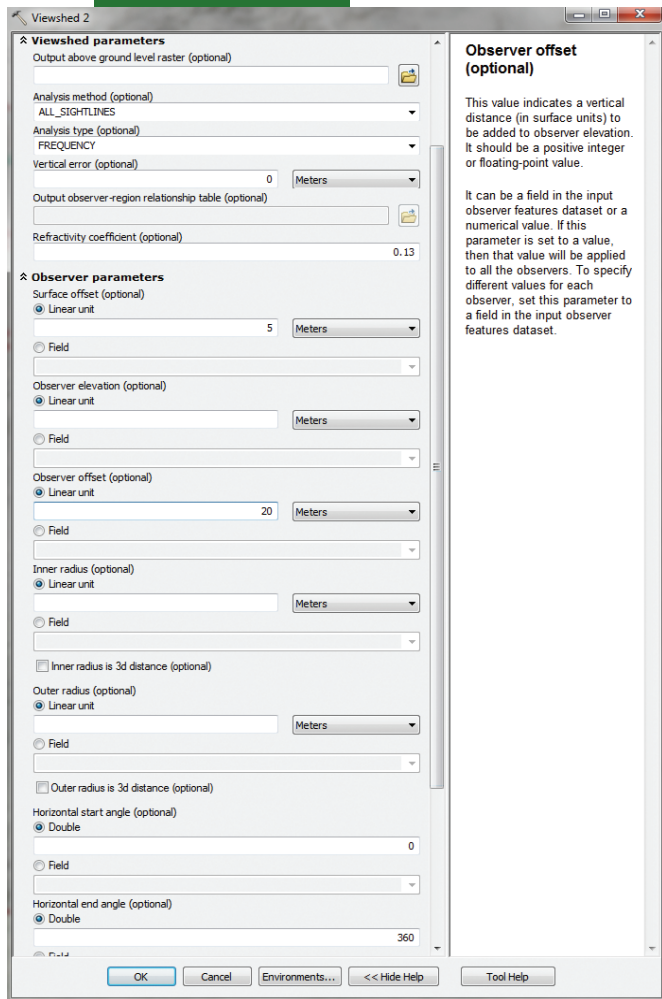 Viewshed 2
Viewshed parameters
Output above ground level raster (optional)
Analysis method (optional)
ALL_SIGHTLINES
Analysis type (optional)
FREQUENCY
Vertical error (optional)
0 Meters
Output observer-region relationship table (optional)
Refractivity coefficient (optional)
0.13
Observer parameters
Surface offset (optional)
Linear unit
5 Meters
Field
Observer elevation (optional)
Linear unit
Meters
Field
Observer offset (optional)
Linear unit
20 Meters
Field
Inner radius (optional)
Linear unit
Meters
Field
Inner radius is 3d distance (optional)
Outer radius (optional)
Linear unit
Meters
Field
Outer radius is 3d distance (optional)
Horizontal start angle (optional)
Double
0
Field
Horizontal end angle (optional)
Double
360
Field
OK Cancel Environments... << Hide Help Tool Help
Observer offset
(optional)
This value indicates a vertical
distance (in surface units) to
be added to observer elevation.
It should be a positive integer
or floating-point value.
It can be a field in the input
observer features dataset or a
numerical value. If this
parameter is set to a value,
then that value will be applied
to all the observers. To specify
different values for each
observer, set this parameter to
a field in the input observer
features dataset.